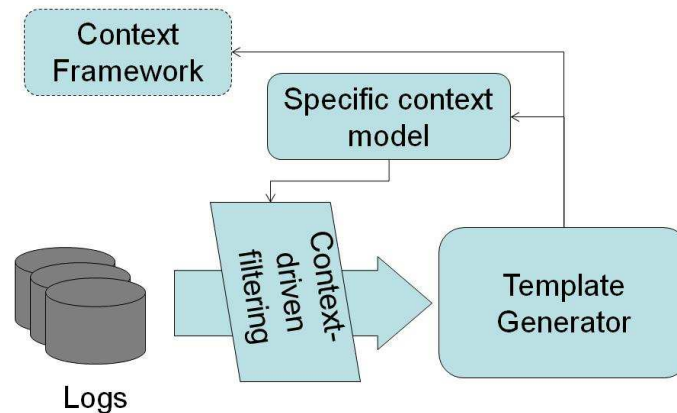 Context
Framework
Specific context
model
Context-
driven
filtering
Template
Generator
Logs